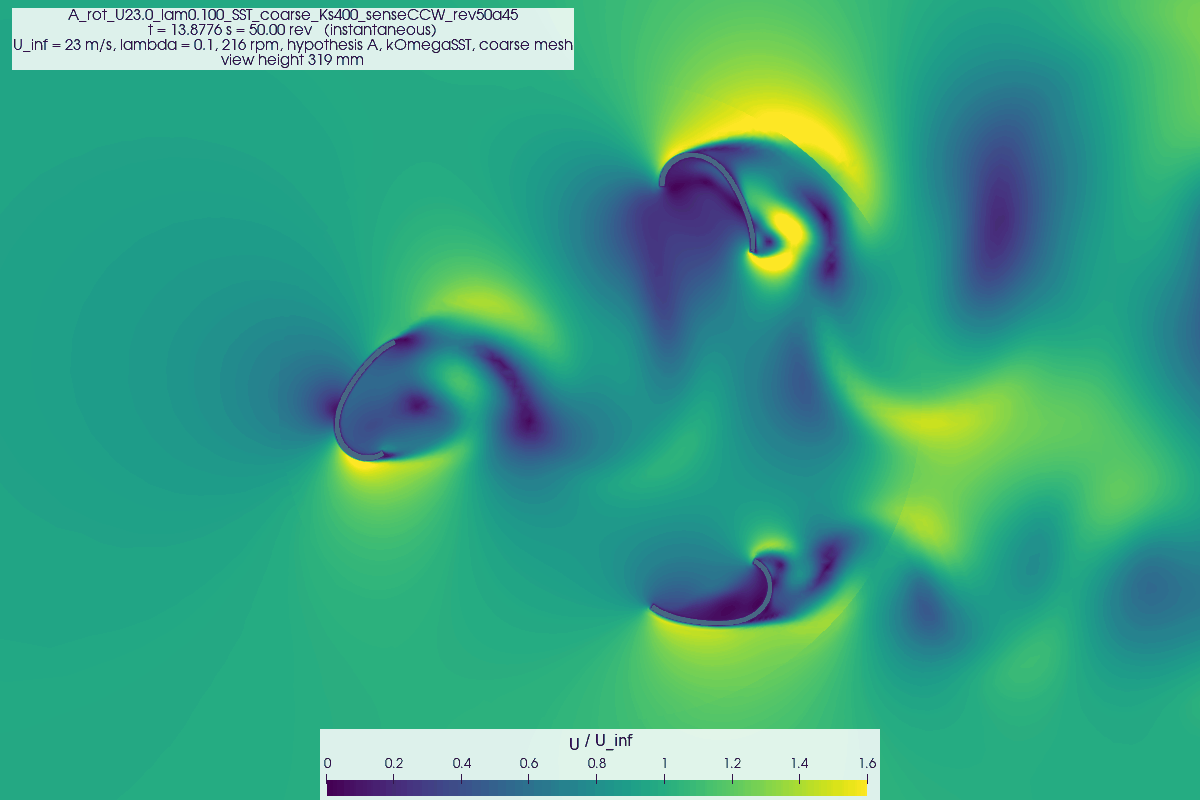 A_rot_U23.0_lam0.100_SST_coarse_Ks400_senseCCW_rev50a45
t = 13.8776 s = 50.00 rev (instantaneous)
U_inf = 23 m/s, lambda = 0.1, 216 rpm, hypothesis A, kOmegaSST, coarse mesh
view height 319 mm
U / U_inf
0 0.2 0.4 0.6 0.8 1 1.2 1.4 1.6